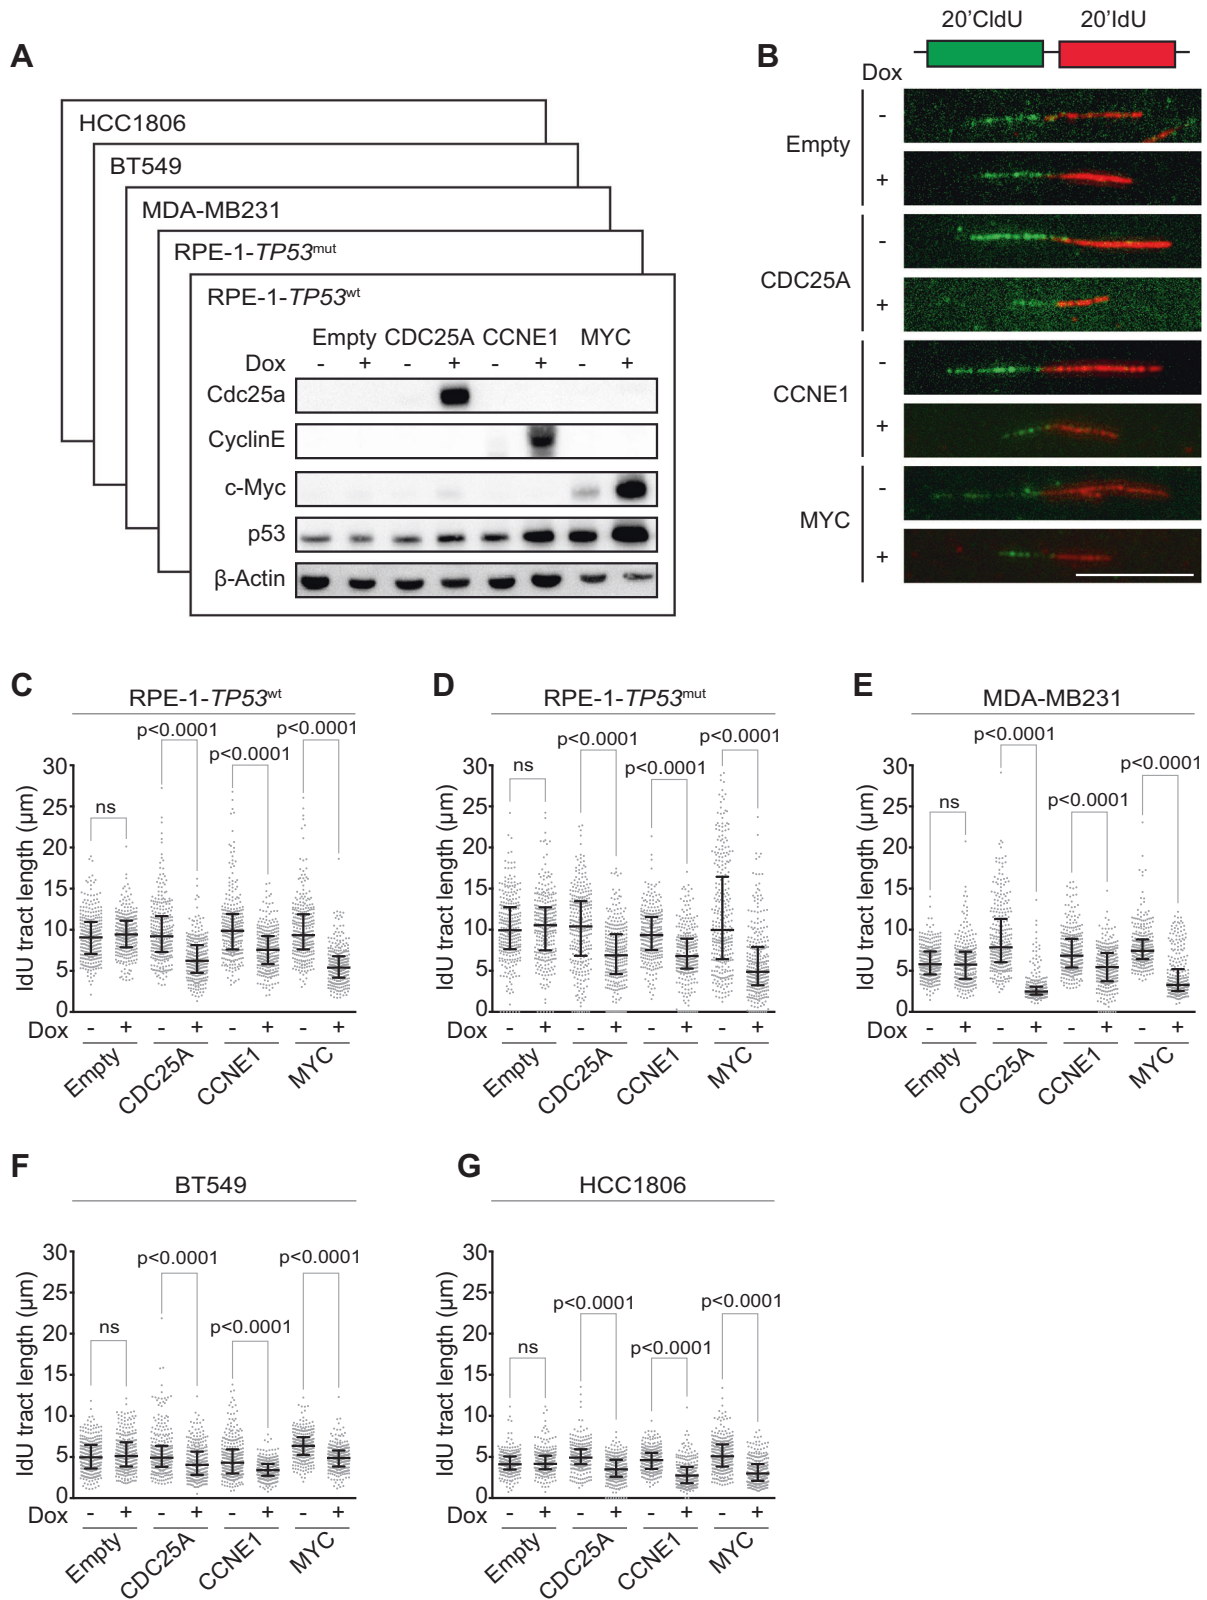 A
HCC1806
BT549
MDA-MB231
RPE-1-TP53mut
RPE-1-TP53wt
Empty CDC25A CCNE1 MYC
Dox - + - + - + - +
Cdc25a
CyclinE
c-Myc
p53
β-Actin
B
20'CldU 20'IdU
Dox
Empty - +
CDC25A - +
CCNE1 - +
MYC - +
C
RPE-1-TP53wt
p<0.0001 p<0.0001
p<0.0001
ns
IdU tract length (μm)
30
25
20
15
10
5
0
Dox - + - + - + - +
Empty CDC25A CCNE1 MYC
D
RPE-1-TP53mut
p<0.0001 p<0.0001
ns p<0.0001
IdU tract length (μm)
30
25
20
15
10
5
0
Dox - + - + - + - +
Empty CDC25A CCNE1 MYC
E
MDA-MB231
p<0.0001
p<0.0001
ns p<0.0001
IdU tract length (μm)
30
25
20
15
10
5
0
Dox - + - + - + - +
Empty CDC25A CCNE1 MYC
F
BT549
p<0.0001 p<0.0001
ns p<0.0001
IdU tract length (μm)
30
25
20
15
10
5
0
Dox - + - + - + - +
Empty CDC25A CCNE1 MYC
G
HCC1806
p<0.0001 p<0.0001
ns p<0.0001
IdU tract length (μm)
30
25
20
15
10
5
0
Dox - + - + - + - +
Empty CDC25A CCNE1 MYC